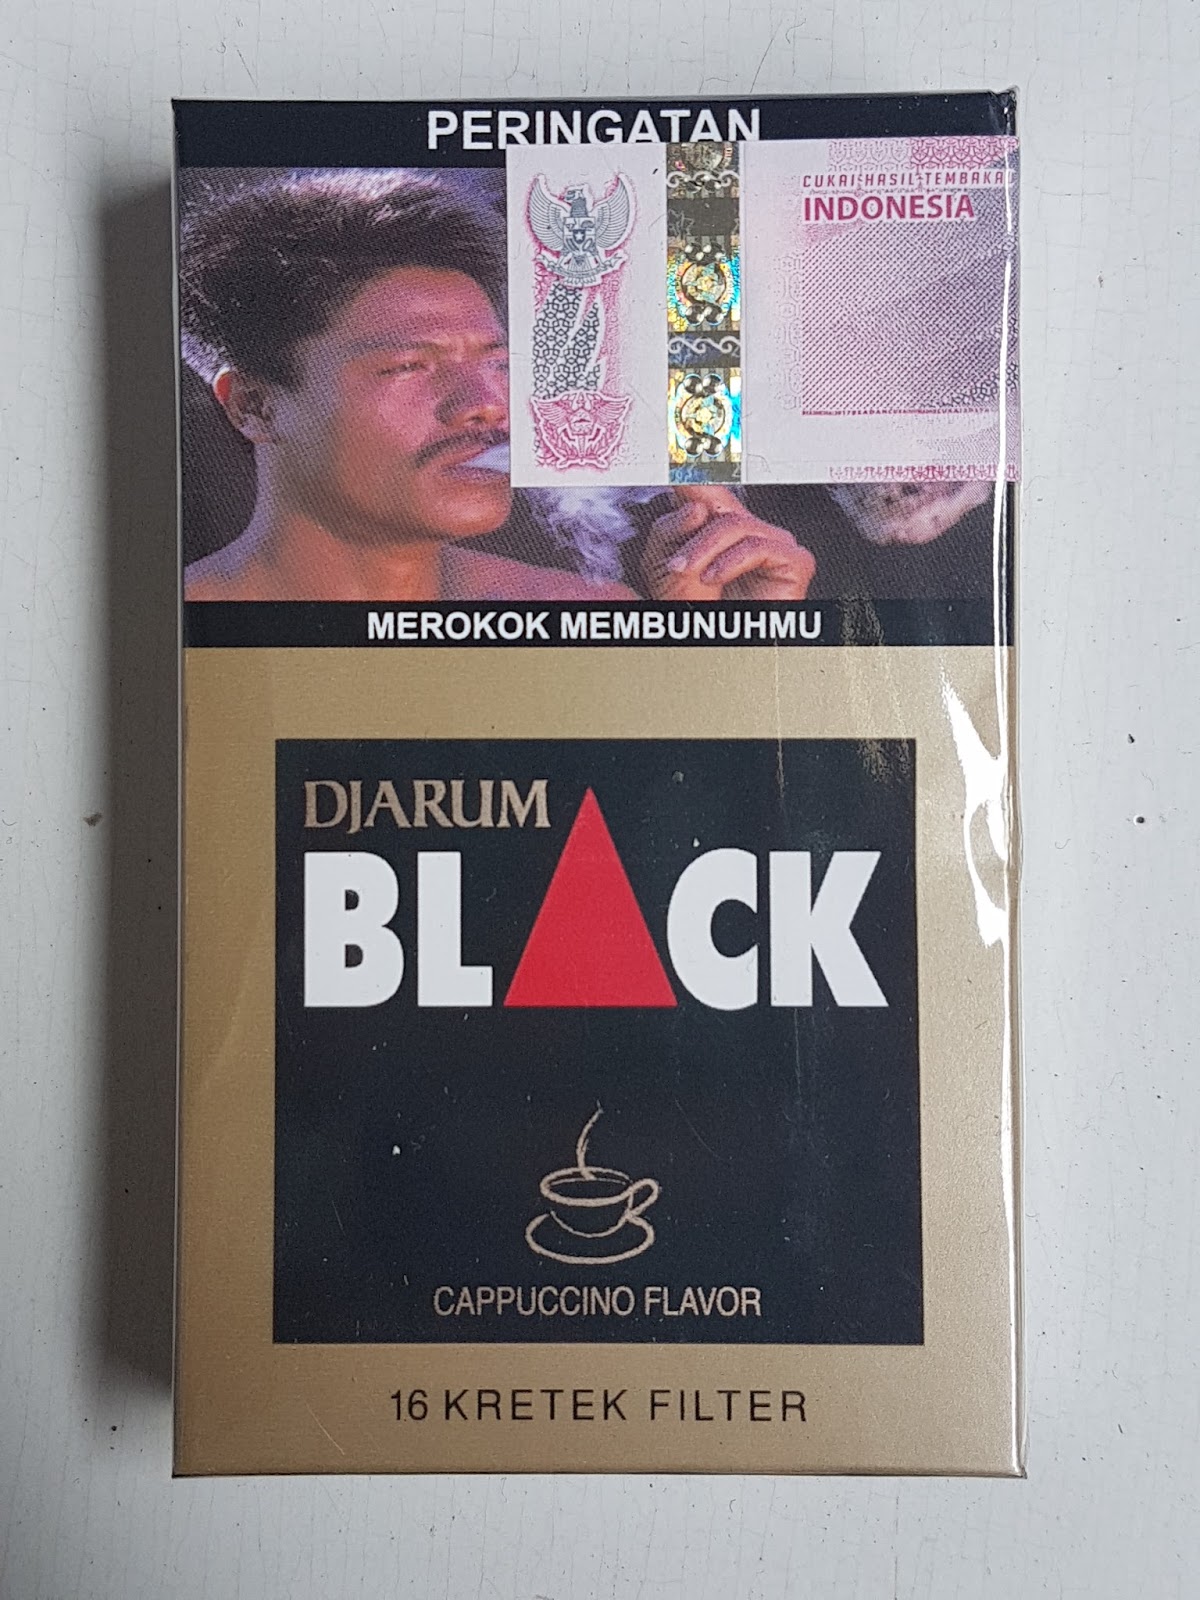 PERINGATAN
CUKAI HASIL TEMBAKAU
INDONESIA
MEROKOK MEMBUNUHMU
DJARUM
BLACK
CAPPUCCINO FLAVOR
16 KRETEK FILTER